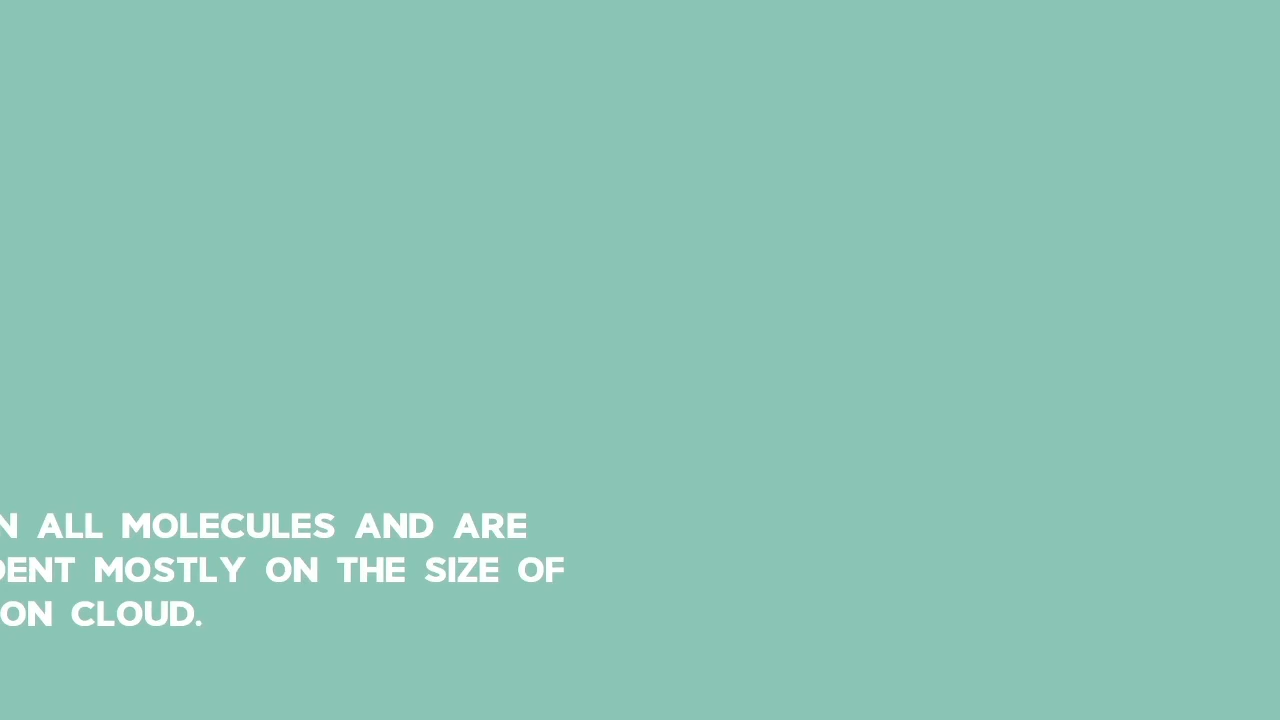 N ALL MOLECULES AND ARE
DENT MOSTLY ON THE SIZE OF
ON CLOUD.